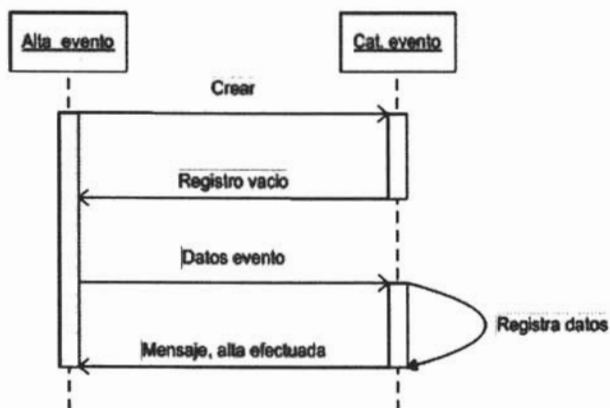 Alta evento
Cat. evento
Crear
Registro vacio
Datos evento
Registra datos
Mensaje, alta efectuada